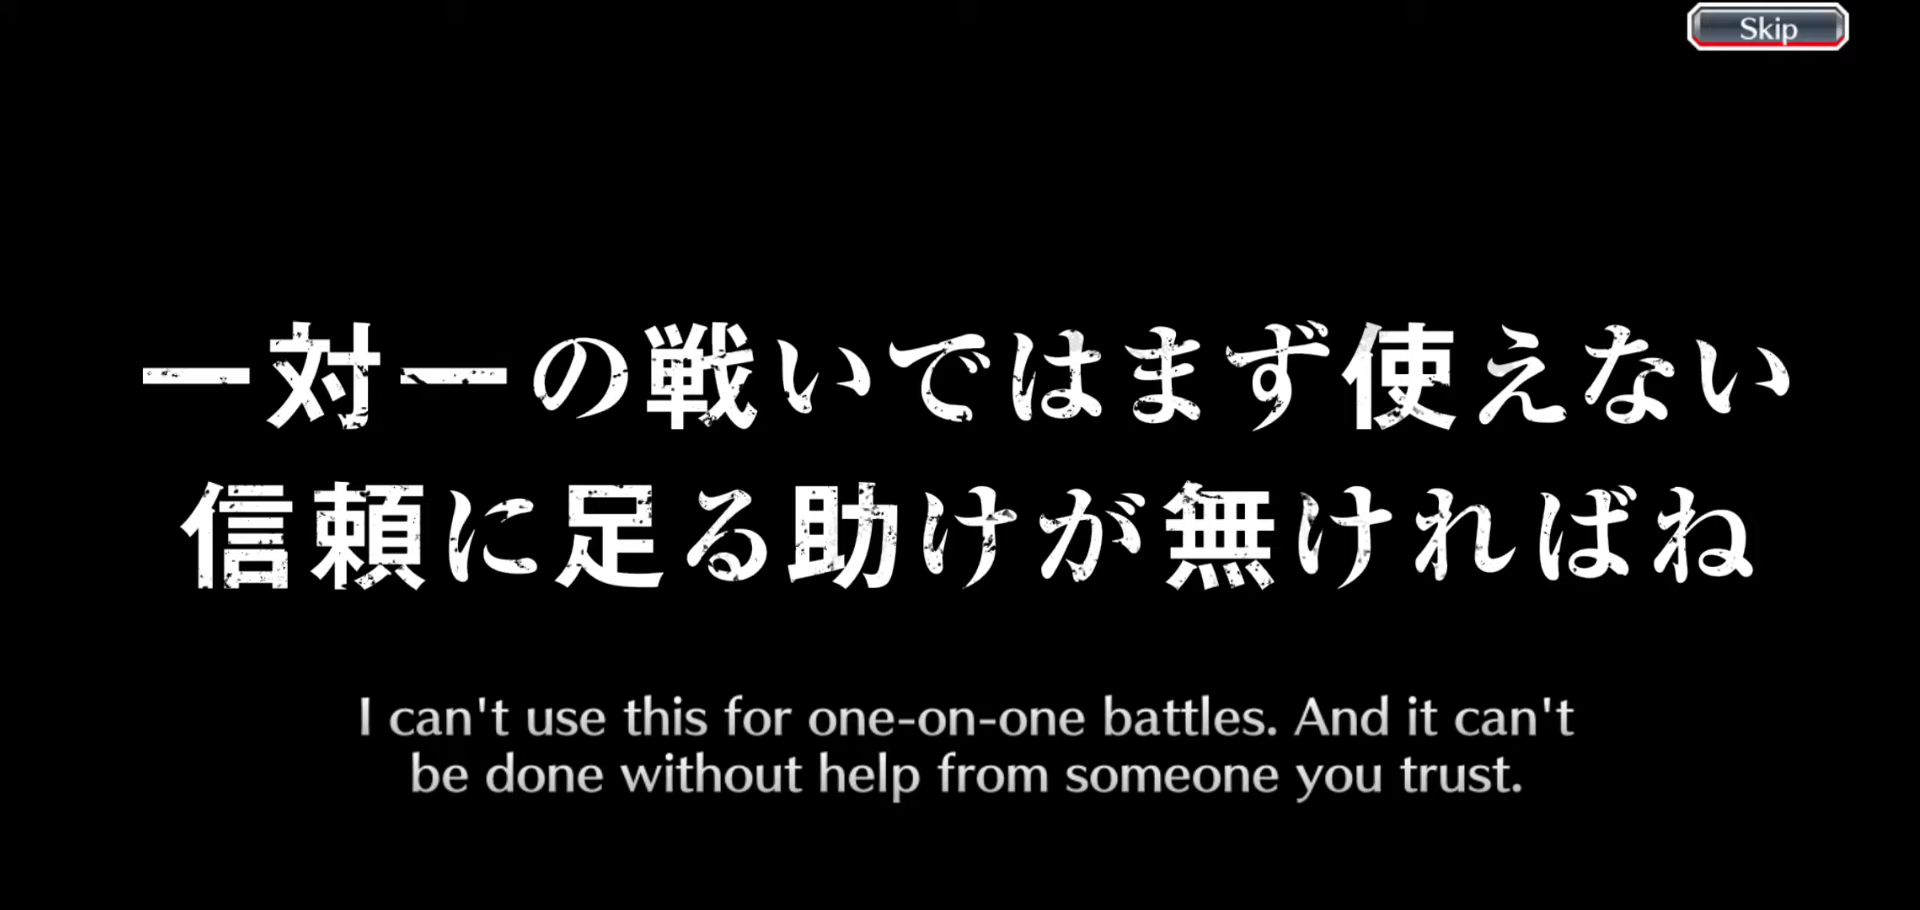 Skip
一対一の戦いではまず使えない
信頼に足る助けが無ければね
I can't use this for one-on-one battles. And it can't
be done without help from someone you trust.